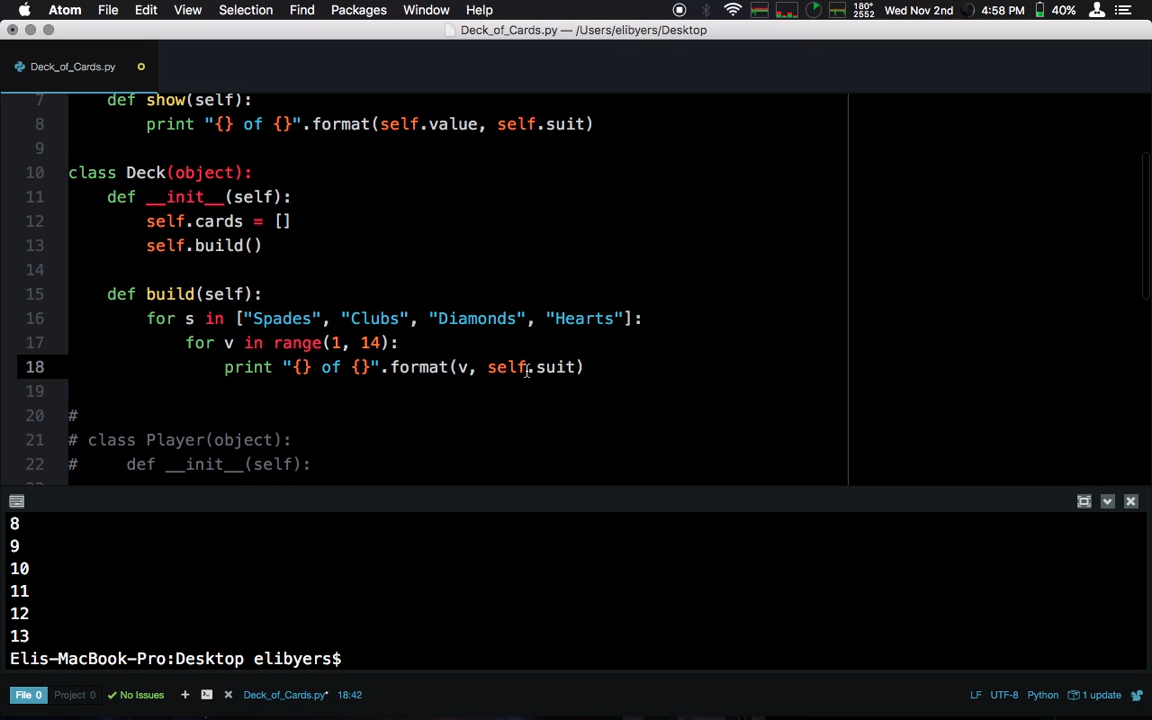 Atom File Edit View Selection Find Packages Window Help 180° 2552 Wed Nov 2nd 4:58 PM 40%
Deck_of_Cards.py — /Users/elibyers/Desktop
Deck_of_Cards.py
7 def show(self):
8 print "{} of {}".format(self.value, self.suit)
9
10 class Deck(object):
11 def __init__(self):
12 self.cards = []
13 self.build()
14
15 def build(self):
16 for s in ["Spades", "Clubs", "Diamonds", "Hearts"]:
17 for v in range(1, 14):
18 print "{} of {}".format(v, self.suit)
19
20 #
21 # class Player(object):
22 # def __init__(self):
8
9
10
11
12
13
Elis-MacBook-Pro:Desktop elibyers$
File 0 Project 0 No Issues + Deck_of_Cards.py* 18:42 LF UTF-8 Python 1 update